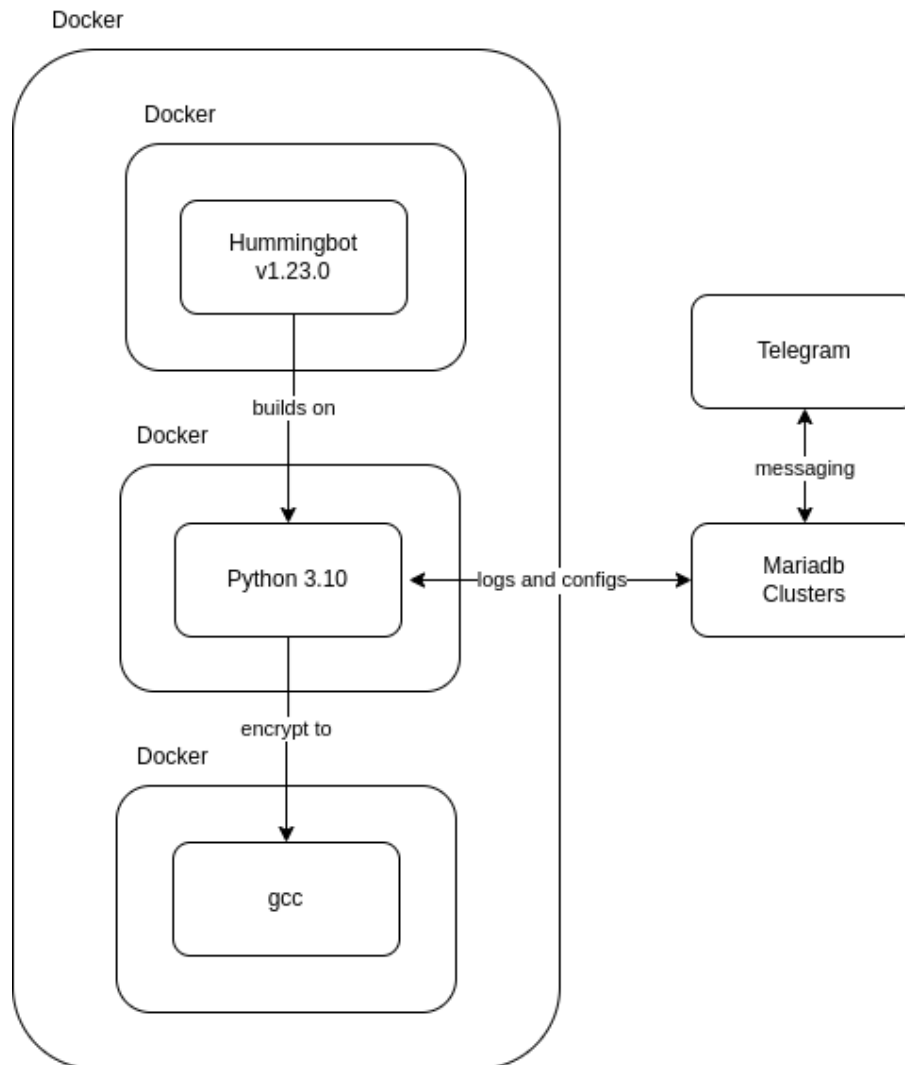 Docker
Docker
Hummingbot
v1.23.0
builds on
Docker
Python 3.10
logs and configs
Telegram
messaging
Mariadb
Clusters
encrypt to
Docker
gcc